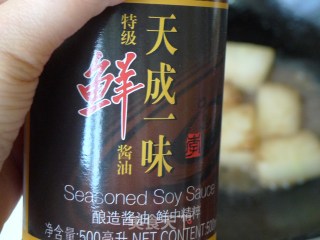 天成一味
特级
鲜
酱油
Seasoned Soy Sauce
酿造酱油 鲜中精粹
净含量:500毫升 NET CONTENT:500